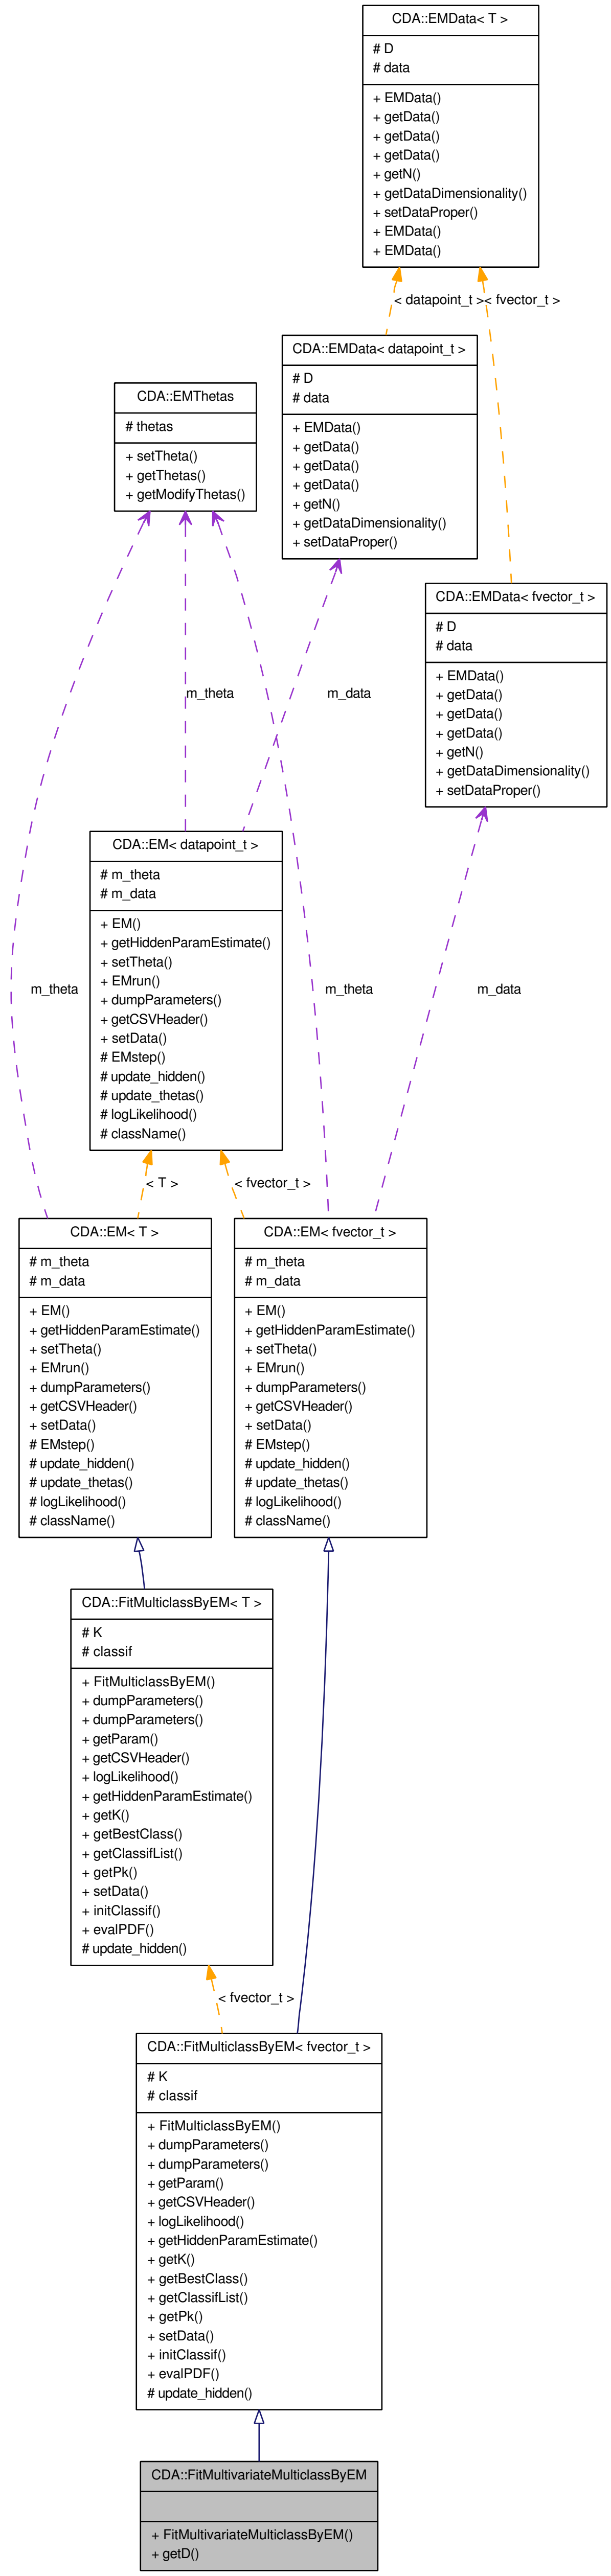 CDA::EMData< T >
# D
# data
+ EMData()
+ getData()
+ getData()
+ getData()
+ getN()
+ getDataDimensionality()
+ setDataProper()
+ EMData()
+ EMData()
< datapoint_t >
< fvector_t >
CDA::EMData< datapoint_t >
# D
# data
+ EMData()
+ getData()
+ getData()
+ getData()
+ getN()
+ getDataDimensionality()
+ setDataProper()
CDA::EMThetas
# thetas
+ setTheta()
+ getThetas()
+ getModifyThetas()
CDA::EMData< fvector_t >
# D
# data
+ EMData()
+ getData()
+ getData()
+ getData()
+ getN()
+ getDataDimensionality()
+ setDataProper()
m_theta
m_data
CDA::EM< datapoint_t >
# m_theta
# m_data
+ EM()
+ getHiddenParamEstimate()
+ setTheta()
+ EMrun()
+ dumpParameters()
+ getCSVHeader()
+ setData()
# EMstep()
# update_hidden()
# update_thetas()
# logLikelihood()
# className()
m_theta
m_theta
m_data
< T >
< fvector_t >
CDA::EM< T >
# m_theta
# m_data
+ EM()
+ getHiddenParamEstimate()
+ setTheta()
+ EMrun()
+ dumpParameters()
+ getCSVHeader()
+ setData()
# EMstep()
# update_hidden()
# update_thetas()
# logLikelihood()
# className()
CDA::EM< fvector_t >
# m_theta
# m_data
+ EM()
+ getHiddenParamEstimate()
+ setTheta()
+ EMrun()
+ dumpParameters()
+ getCSVHeader()
+ setData()
# EMstep()
# update_hidden()
# update_thetas()
# logLikelihood()
# className()
CDA::FitMulticlassByEM< T >
# K
# classif
+ FitMulticlassByEM()
+ dumpParameters()
+ dumpParameters()
+ getParam()
+ getCSVHeader()
+ logLikelihood()
+ getHiddenParamEstimate()
+ getK()
+ getBestClass()
+ getClassifList()
+ getPk()
+ setData()
+ initClassif()
+ evalPDF()
# update_hidden()
< fvector_t >
CDA::FitMulticlassByEM< fvector_t >
# K
# classif
+ FitMulticlassByEM()
+ dumpParameters()
+ dumpParameters()
+ getParam()
+ getCSVHeader()
+ logLikelihood()
+ getHiddenParamEstimate()
+ getK()
+ getBestClass()
+ getClassifList()
+ getPk()
+ setData()
+ initClassif()
+ evalPDF()
# update_hidden()
CDA::FitMultivariateMulticlassByEM
+ FitMultivariateMulticlassByEM()
+ getD()